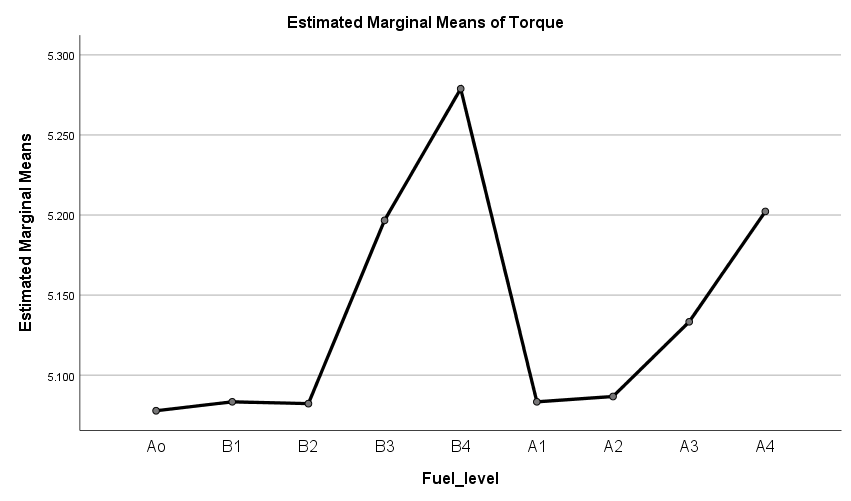 Estimated Marginal Means of Torque
Estimated Marginal Means
5.300
5.250
5.200
5.150
5.100
Ao B1 B2 B3 B4 A1 A2 A3 A4
Fuel_level